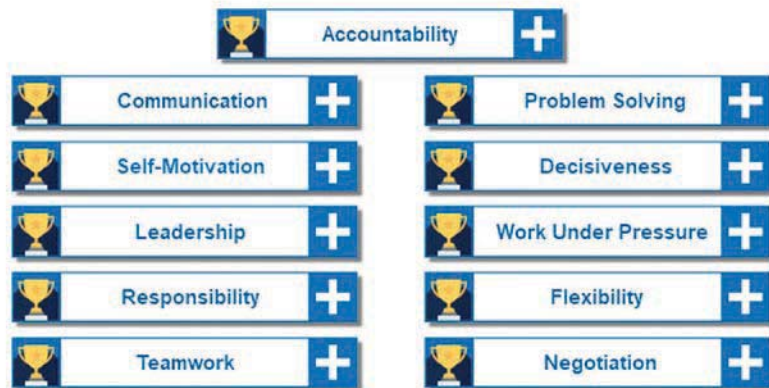 Accountability
Communication
Problem Solving
Self-Motivation
Decisiveness
Leadership
Work Under Pressure
Responsibility
Flexibility
Teamwork
Negotiation